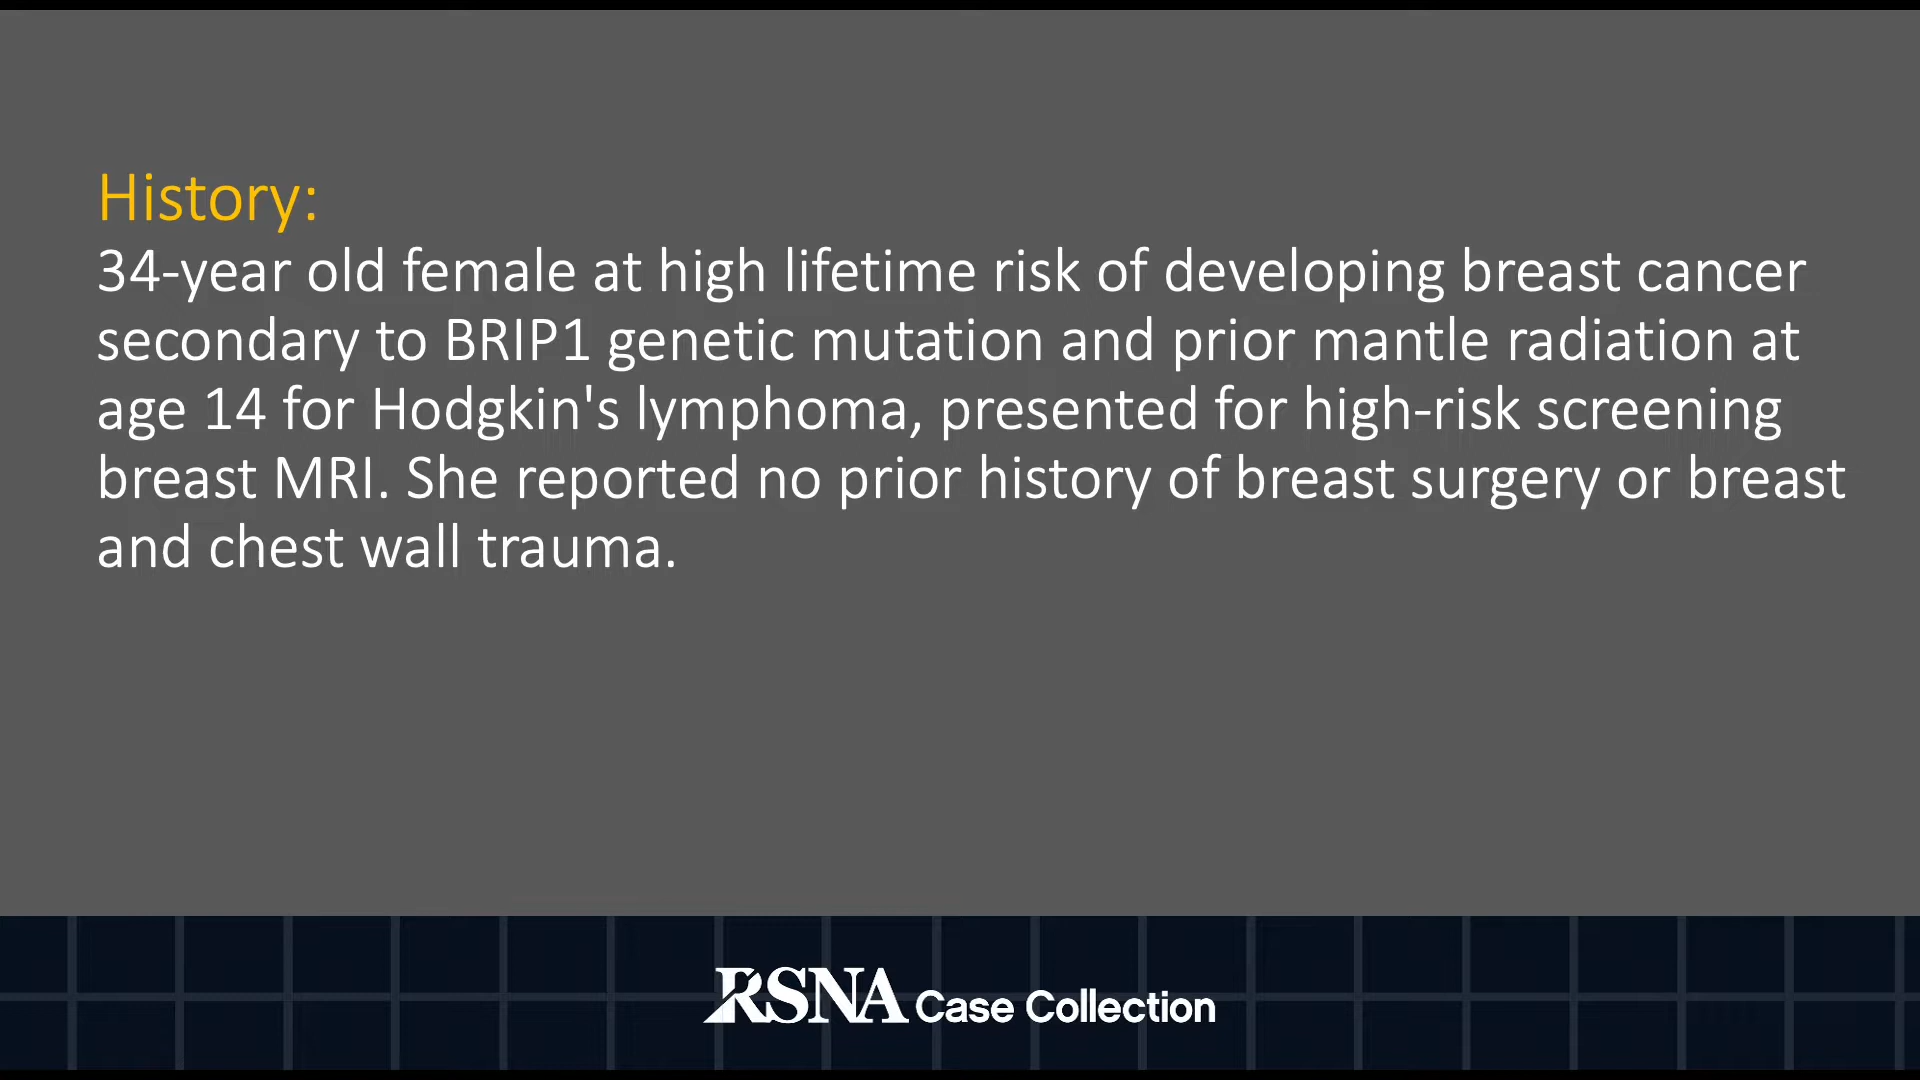 History:
34-year old female at high lifetime risk of developing breast cancer
secondary to BRIP1 genetic mutation and prior mantle radiation at
age 14 for Hodgkin's lymphoma, presented for high-risk screening
breast MRI. She reported no prior history of breast surgery or breast
and chest wall trauma.
RSNA Case Collection